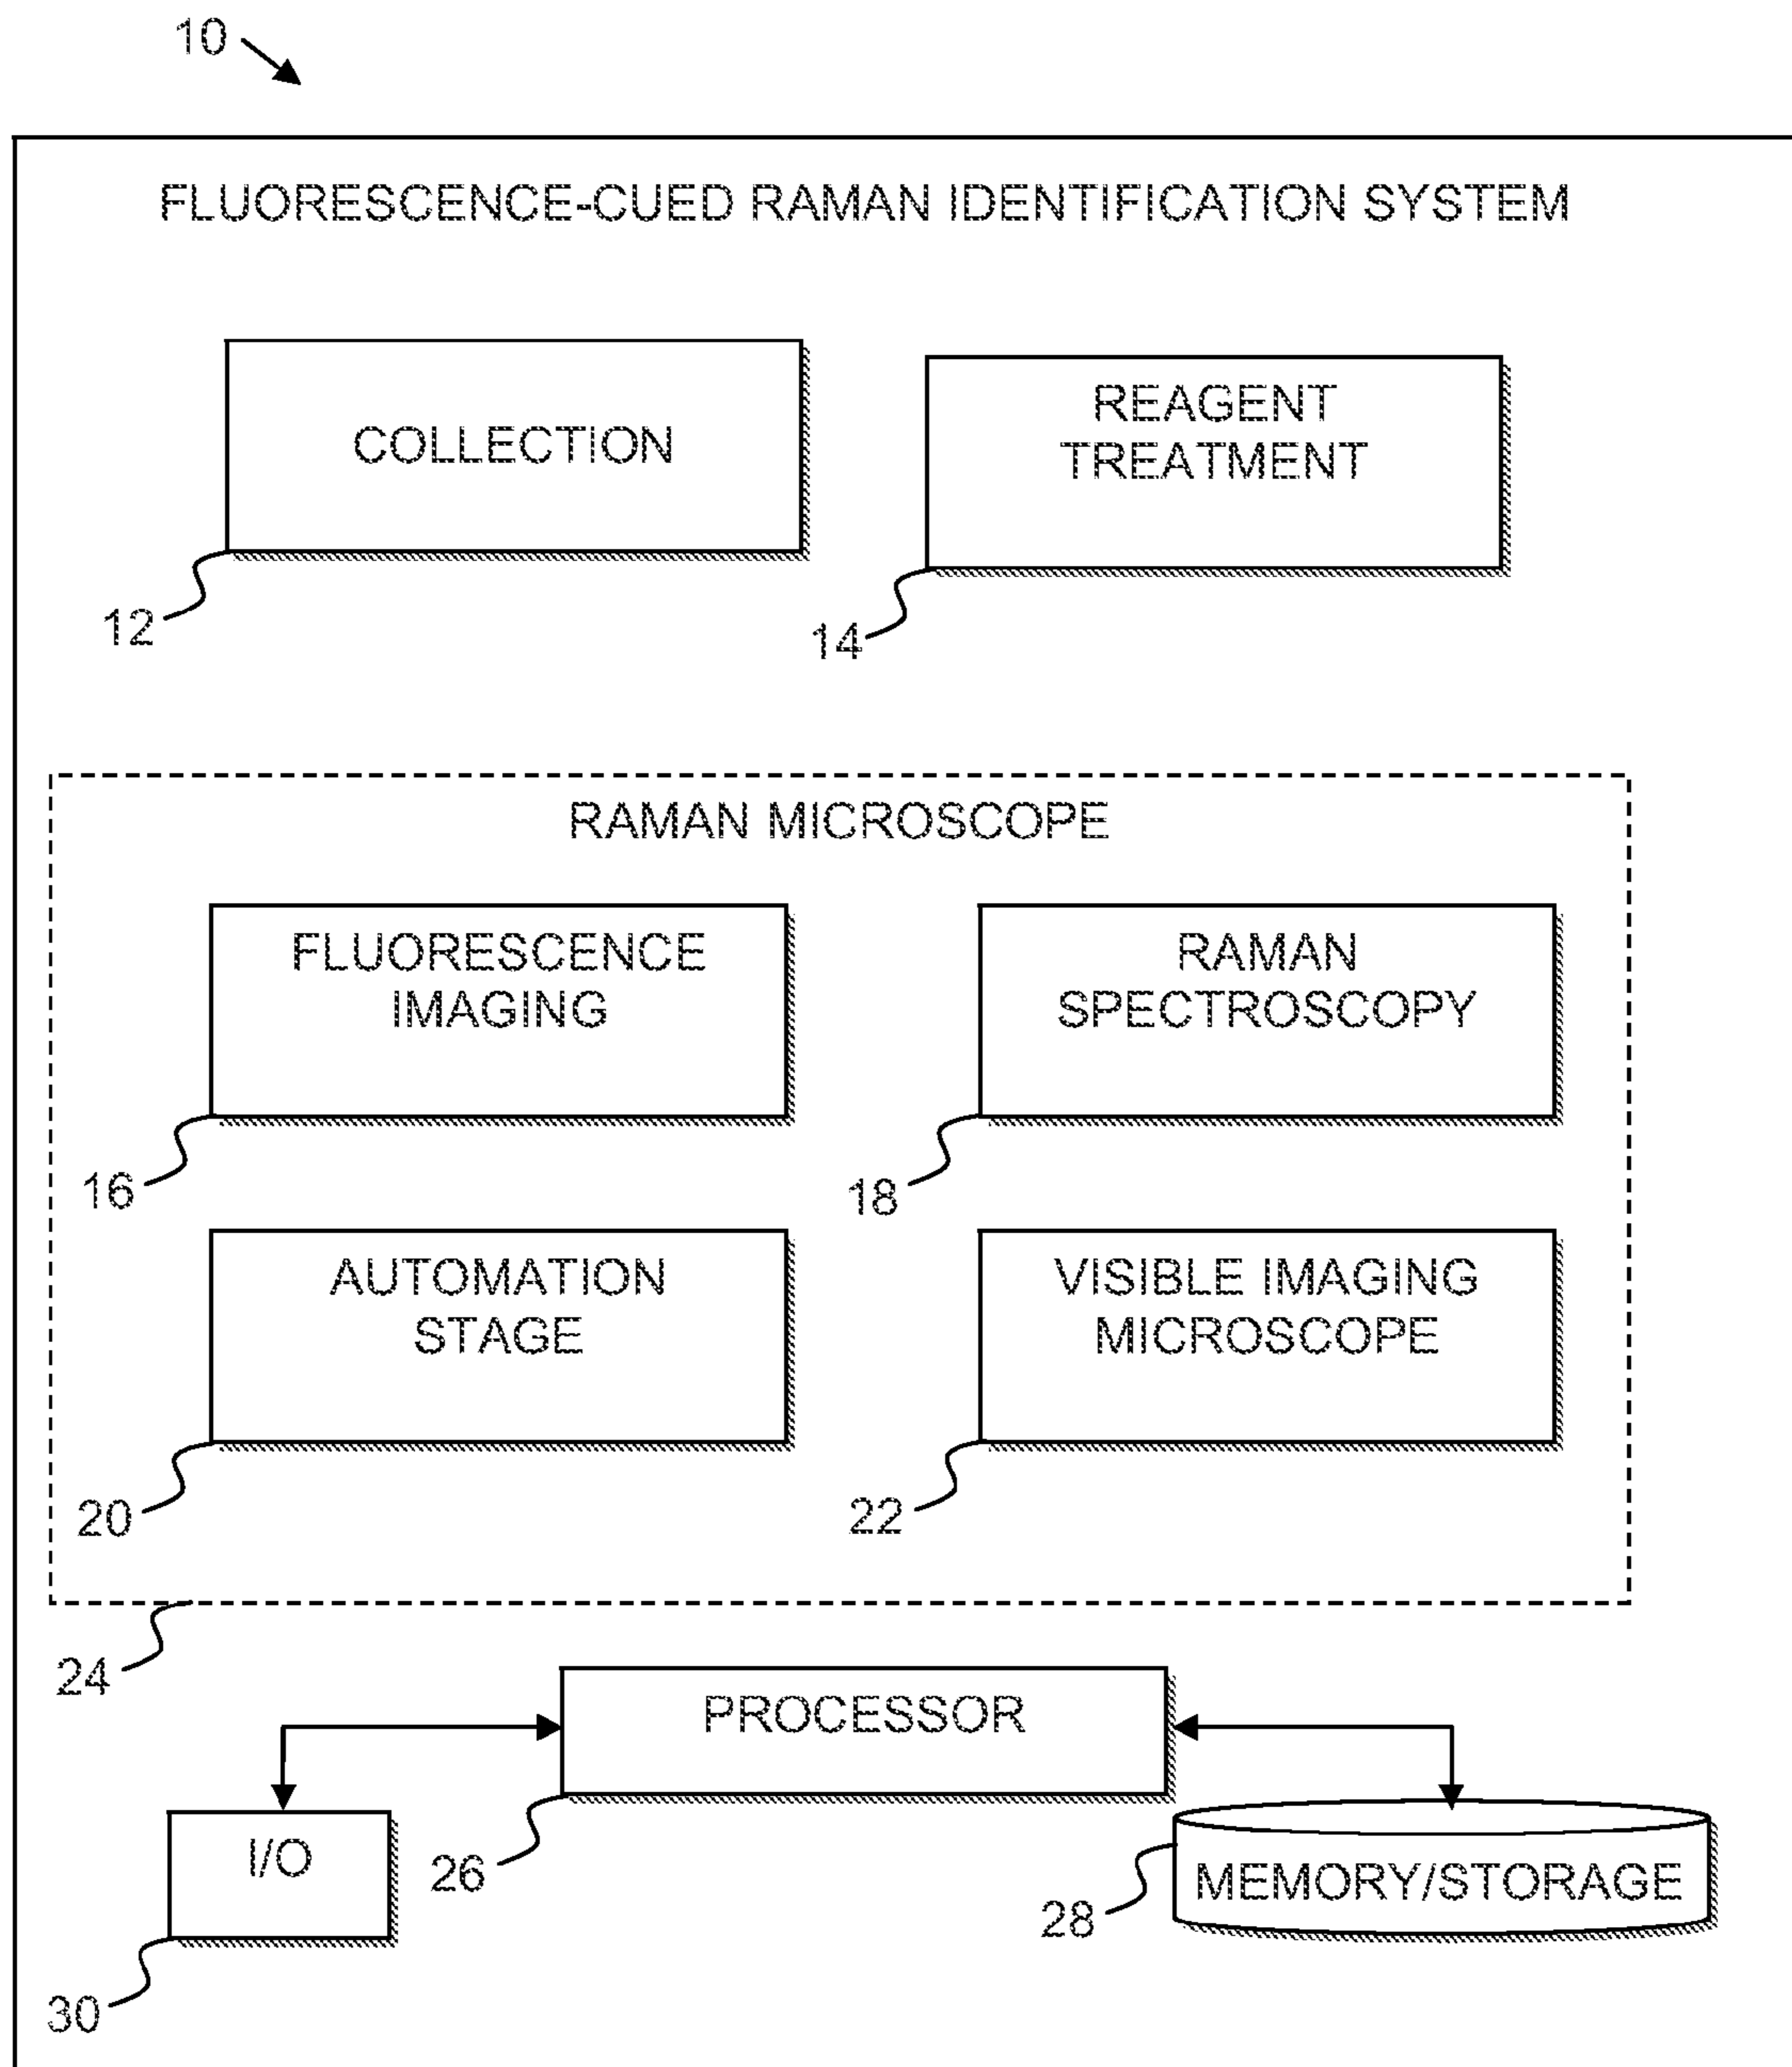 10
FLUORESCENCE-CUED RAMAN IDENTIFICATION SYSTEM
COLLECTION
REAGENT
TREATMENT
12
14
RAMAN MICROSCOPE
FLUORESCENCE
IMAGING
RAMAN
SPECTROSCOPY
16
18
AUTOMATION
STAGE
VISIBLE IMAGING
MICROSCOPE
20
22
24
PROCESSOR
I/O
26
28
MEMORY/STORAGE
30